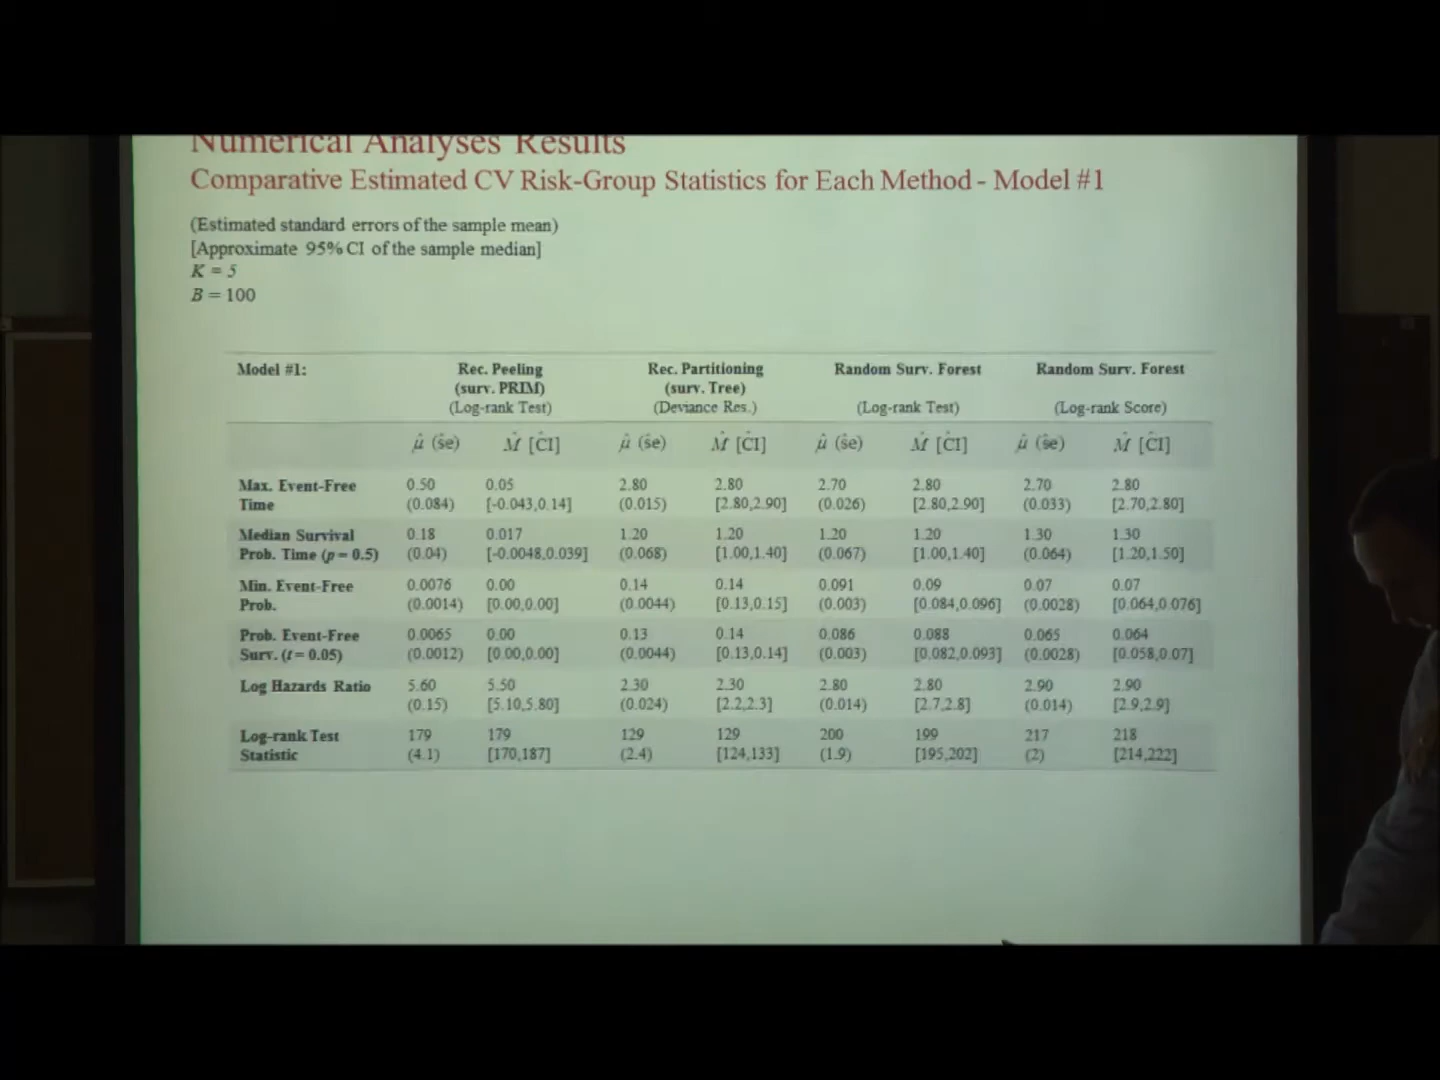 Numerical Analyses Results
Comparative Estimated CV Risk-Group Statistics for Each Method - Model #1
(Estimated standard errors of the sample mean)
[Approximate 95% CI of the sample median]
K = 5
B = 100
Model #1: Rec. Peeling Rec. Partitioning Random Surv. Forest Random Surv. Forest
(surv. PRIM) (surv. Tree)
(Log-rank Test) (Deviance Res.) (Log-rank Test) (Log-rank Score)
μ̂ (ŝe) M̂ [ĈI] μ̂ (ŝe) M̂ [ĈI] μ̂ (ŝe) M̂ [ĈI] μ̂ (ŝe) M̂ [ĈI]
Max. Event-Free 0.50 0.05 2.80 2.80 2.70 2.80 2.70 2.80
Time (0.084) [-0.043,0.14] (0.015) [2.80,2.90] (0.026) [2.80,2.90] (0.033) [2.70,2.80]
Median Survival 0.18 0.017 1.20 1.20 1.20 1.20 1.30 1.30
Prob. Time (p = 0.5) (0.04) [-0.0048,0.039] (0.068) [1.00,1.40] (0.067) [1.00,1.40] (0.064) [1.20,1.50]
Min. Event-Free 0.0076 0.00 0.14 0.14 0.091 0.09 0.07 0.07
Prob. (0.0014) [0.00,0.00] (0.0044) [0.13,0.15] (0.003) [0.084,0.096] (0.0028) [0.064,0.076]
Prob. Event-Free 0.0065 0.00 0.13 0.14 0.086 0.088 0.065 0.064
Surv. (t = 0.05) (0.0012) [0.00,0.00] (0.0044) [0.13,0.14] (0.003) [0.082,0.093] (0.0028) [0.058,0.07]
Log Hazards Ratio 5.60 5.50 2.30 2.30 2.80 2.80 2.90 2.90
(0.15) [5.10,5.80] (0.024) [2.2,2.3] (0.014) [2.7,2.8] (0.014) [2.9,2.9]
Log-rank Test 179 179 129 129 200 199 217 218
Statistic (4.1) [170,187] (2.4) [124,133] (1.9) [195,202] (2) [214,222]